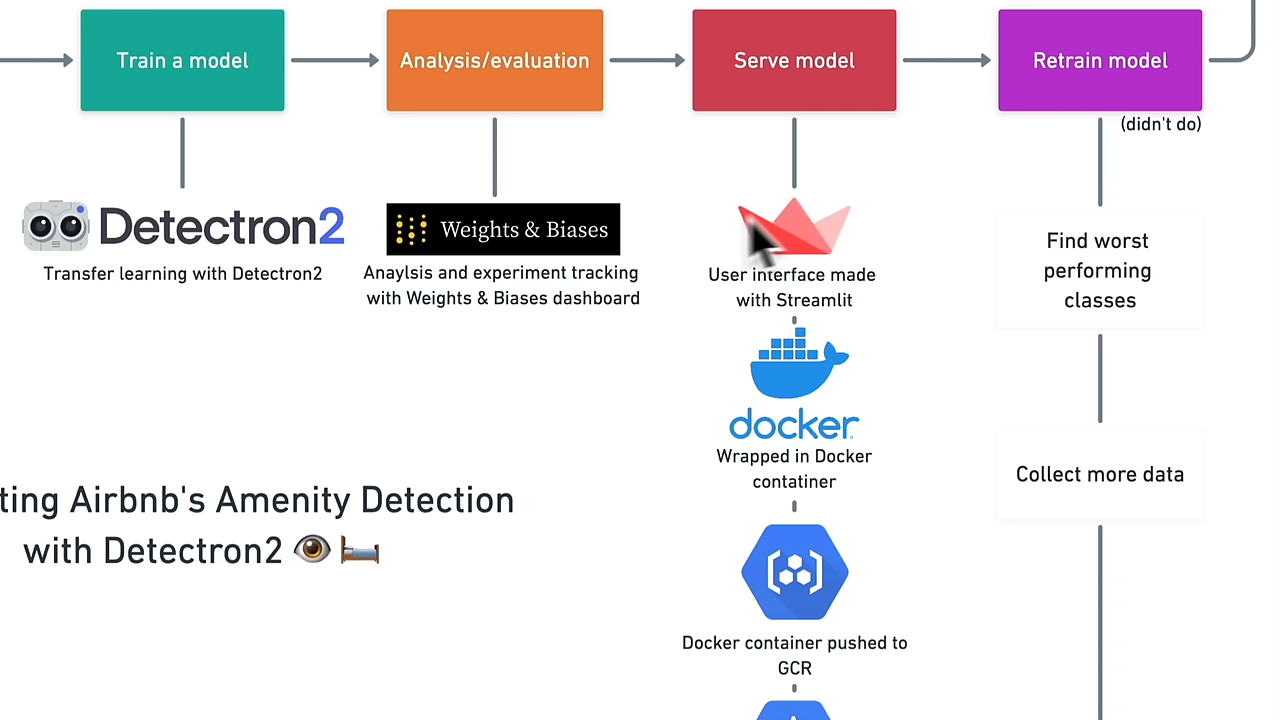 Train a model
Analysis/evaluation
Serve model
Retrain model
(didn't do)
Detectron2
Transfer learning with Detectron2
Weights & Biases
Anaylsis and experiment tracking
with Weights & Biases dashboard
User interface made
with Streamlit
docker
Wrapped in Docker
contatiner
Docker container pushed to
GCR
Find worst
performing
classes
Collect more data
ting Airbnb's Amenity Detection
with Detectron2